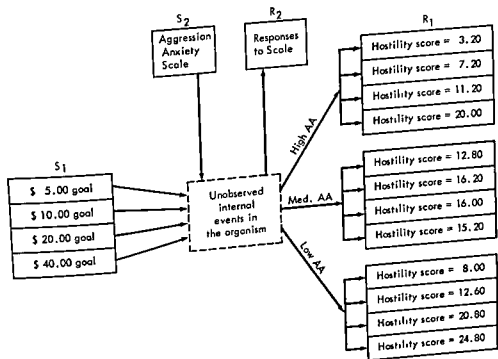 S2
Aggression
Anxiety
Scale
R2
Responses
to Scale
R1
Hostility score = 3.20
Hostility score = 7.20
Hostility score = 11.20
Hostility score = 20.00
High AA
S1
$ 5.00 goal
$ 10.00 goal
$ 20.00 goal
$ 40.00 goal
Unobserved
internal
events in
the organism
Med. AA
Hostility score = 12.80
Hostility score = 16.20
Hostility score = 16.00
Hostility score = 15.20
Low AA
Hostility score = 8.00
Hostility score = 12.60
Hostility score = 20.80
Hostility score = 24.80